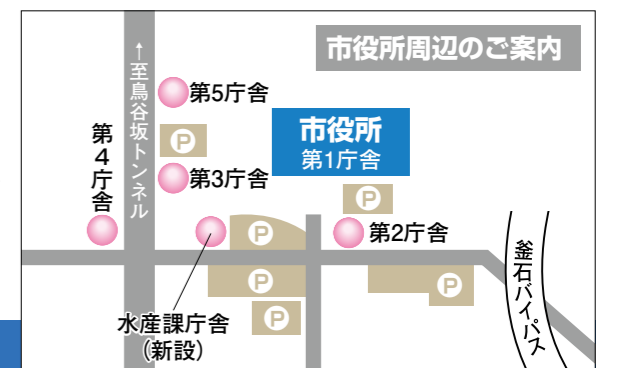 市役所周辺のご案内
↑至鳥谷坂トンネル
第5庁舎
P
市役所
第1庁舎
第4庁舎
第3庁舎
P
P
第2庁舎
P
P
P
水産課庁舎
(新設)
釜石バイパス